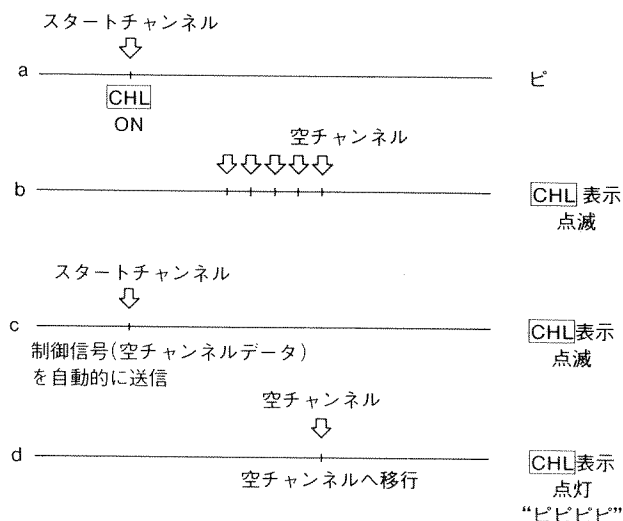 スタートチャンネル
a
ピ
CHL
ON
空チャンネル
b
CHL 表示
点滅
スタートチャンネル
c
CHL表示
点滅
制御信号(空チャンネルデータ)
を自動的に送信
空チャンネル
d
CHL表示
点灯
空チャンネルへ移行
“ピピピピ”